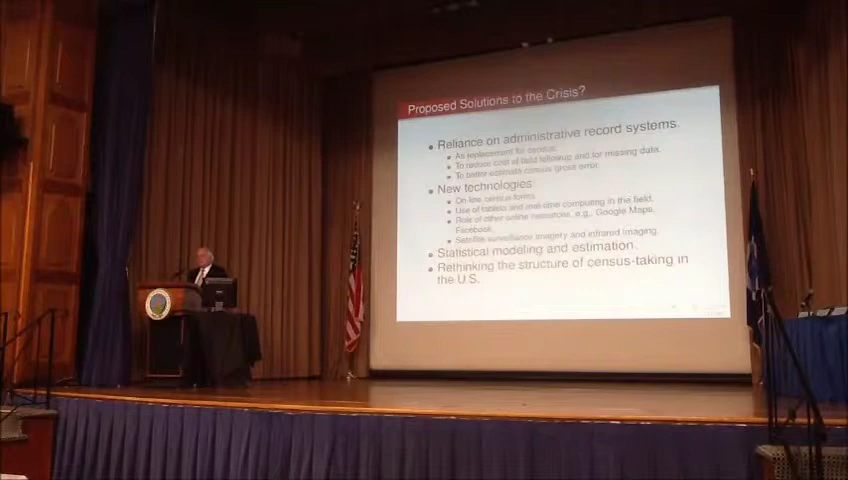 Proposed Solutions to the Crisis?
Reliance on administrative record systems.
As replacement for census.
To reduce cost of field followup and for missing data.
To better estimate census gross error.
New technologies:
On-line census forms.
Use of tablets and real-time computing in the field.
Role of other online resources, e.g., Google Maps,
Facebook.
Satellite surveillance imagery and infrared imaging.
Statistical modeling and estimation.
Rethinking the structure of census-taking in
the U.S.